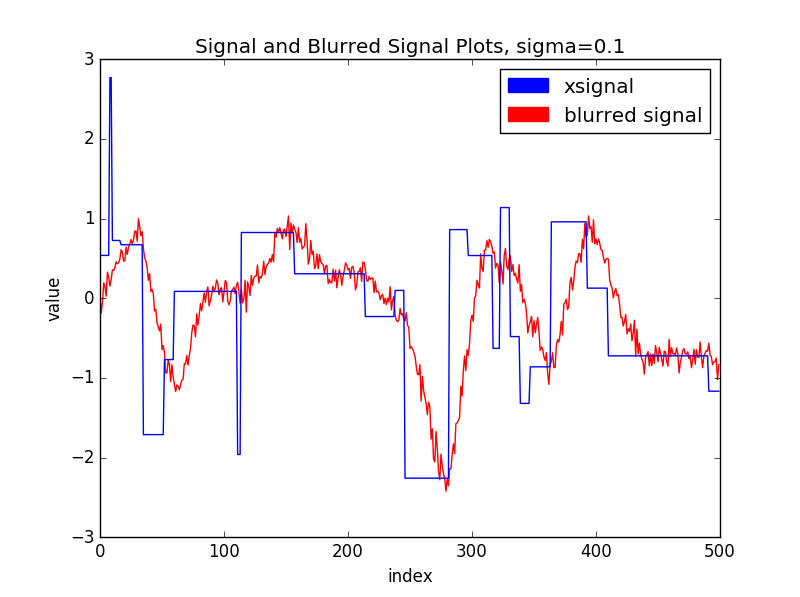 Signal and Blurred Signal Plots, sigma=0.1
xsignal
blurred signal
3
2
1
0
−1
−2
−3
value
0 100 200 300 400 500
index